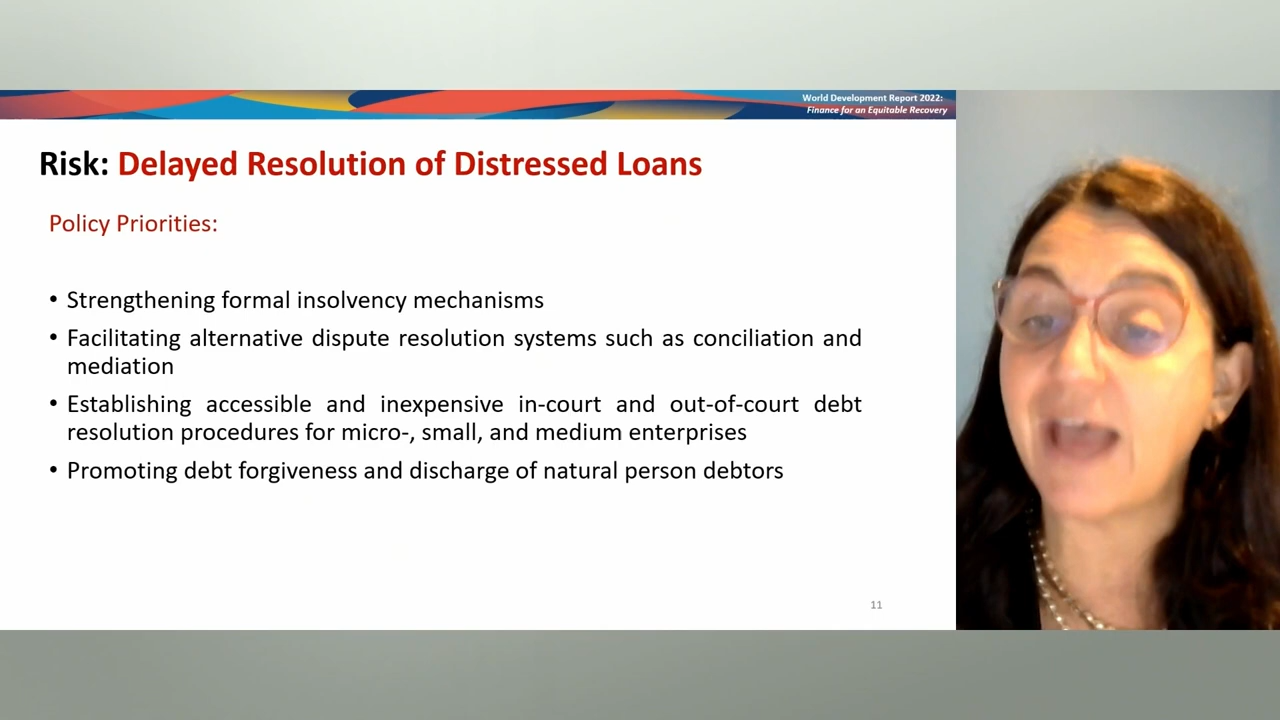 World Development Report 2022:
Finance for an Equitable Recovery
Risk: Delayed Resolution of Distressed Loans
Policy Priorities:
• Strengthening formal insolvency mechanisms
• Facilitating alternative dispute resolution systems such as conciliation and
mediation
• Establishing accessible and inexpensive in-court and out-of-court debt
resolution procedures for micro-, small, and medium enterprises
• Promoting debt forgiveness and discharge of natural person debtors
11